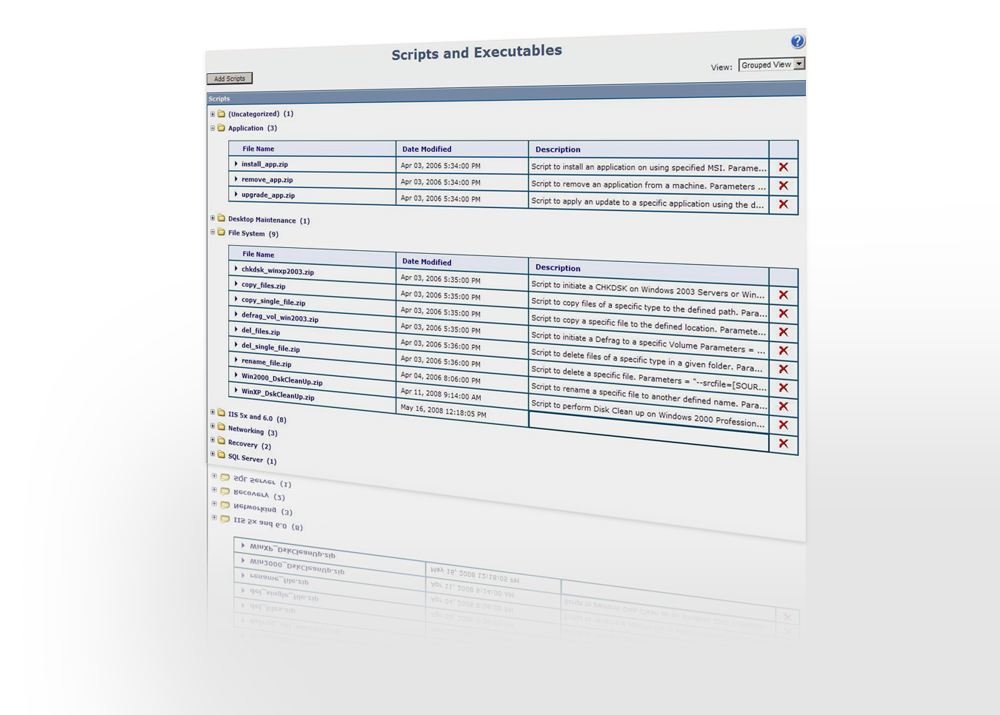 Scripts and Executables
View: Grouped View
Add Scripts
Scripts
(Uncategorized) (1)
Application (3)
File Name Date Modified Description
install_app.zip Apr 03, 2006 5:34:00 PM Script to install an application on using specified MSI. Parame...
remove_app.zip Apr 03, 2006 5:34:00 PM Script to remove an application from a machine. Parameters ...
upgrade_app.zip Apr 03, 2006 5:34:00 PM Script to apply an update to a specific application using the d...
Desktop Maintenance (1)
File System (9)
File Name Date Modified Description
chkdsk_winxp2003.zip Apr 03, 2006 5:35:00 PM Script to initiate a CHKDSK on Windows 2003 Servers or Win...
copy_files.zip Apr 03, 2006 5:35:00 PM Script to copy files of a specific type to the defined path. Para...
copy_single_file.zip Apr 03, 2006 5:35:00 PM Script to copy a specific file to the defined location. Paramete...
defrag_vol_win2003.zip Apr 03, 2006 5:35:00 PM Script to initiate a Defrag to a specific Volume Parameters = ...
del_files.zip Apr 03, 2006 5:36:00 PM Script to delete files of a specific type in a given folder. Para...
del_single_file.zip Apr 03, 2006 5:36:00 PM Script to delete a specific file. Parameters = "--srcfile=[SOUR...
rename_file.zip Apr 04, 2006 8:06:00 PM Script to rename a specific file to another defined name. Para...
Win2000_DskCleanUp.zip Apr 11, 2008 9:14:00 AM Script to perform Disk Clean up on Windows 2000 Profession...
WinXP_DskCleanUp.zip May 16, 2008 12:18:05 PM
IIS 5x and 6.0 (8)
Networking (3)
Recovery (2)
SQL Server (1)